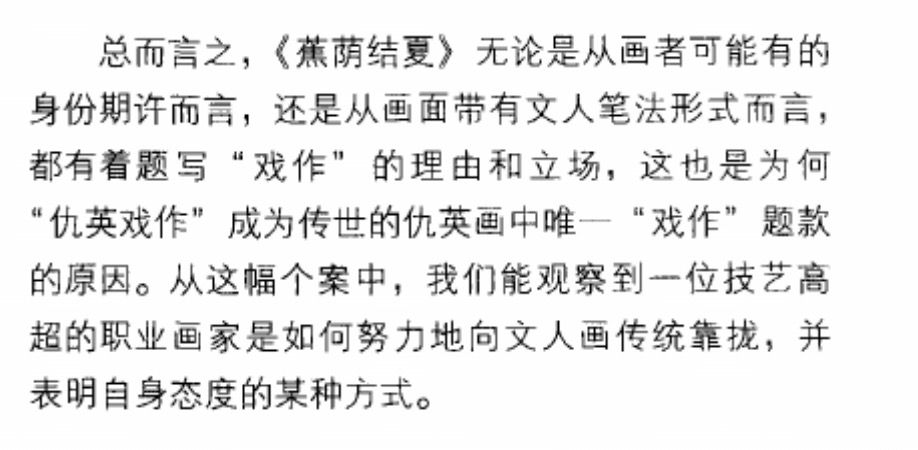 总而言之，《蕉荫结夏》无论是从画者可能有的
身份期许而言，还是从画面带有文人笔法形式而言，
都有着题写“戏作”的理由和立场，这也是为何
“仇英戏作”成为传世的仇英画中唯一“戏作”题款
的原因。从这幅个案中，我们能观察到一位技艺高
超的职业画家是如何努力地向文人画传统靠拢，并
表明自身态度的某种方式。